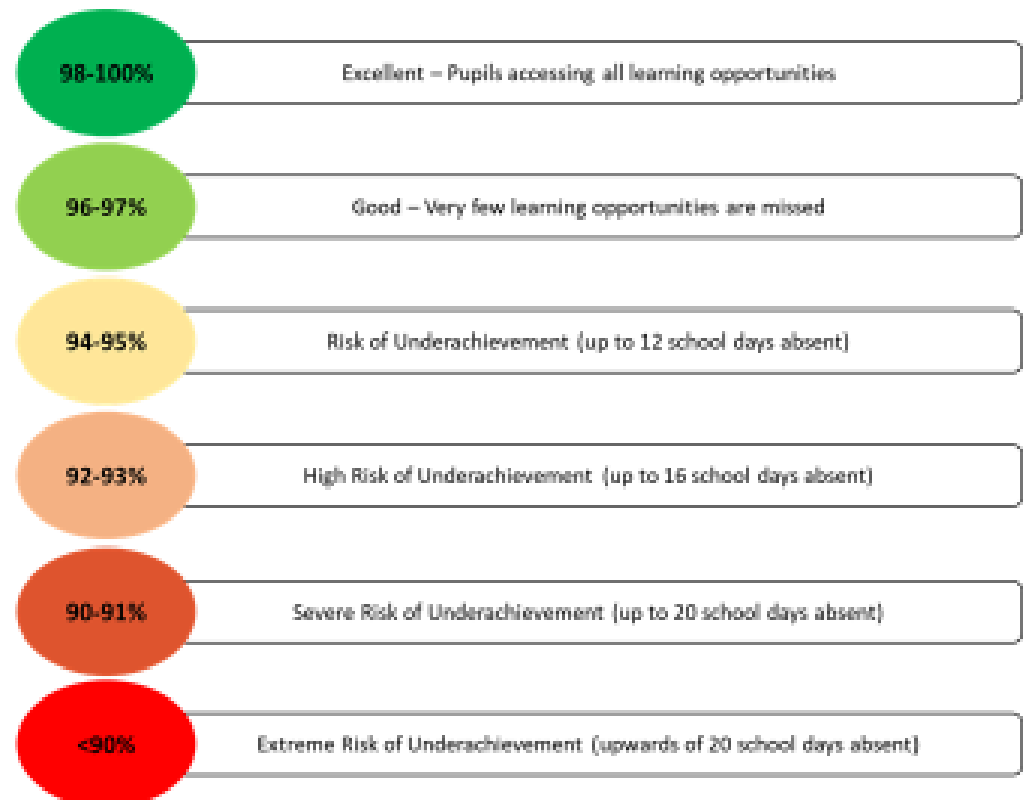 98-100%
Excellent – Pupils accessing all learning opportunities
96-97%
Good – Very few learning opportunities are missed
94-95%
Risk of Underachievement (up to 12 school days absent)
92-93%
High Risk of Underachievement (up to 16 school days absent)
90-91%
Severe Risk of Underachievement (up to 20 school days absent)
<90%
Extreme Risk of Underachievement (upwards of 20 school days absent)